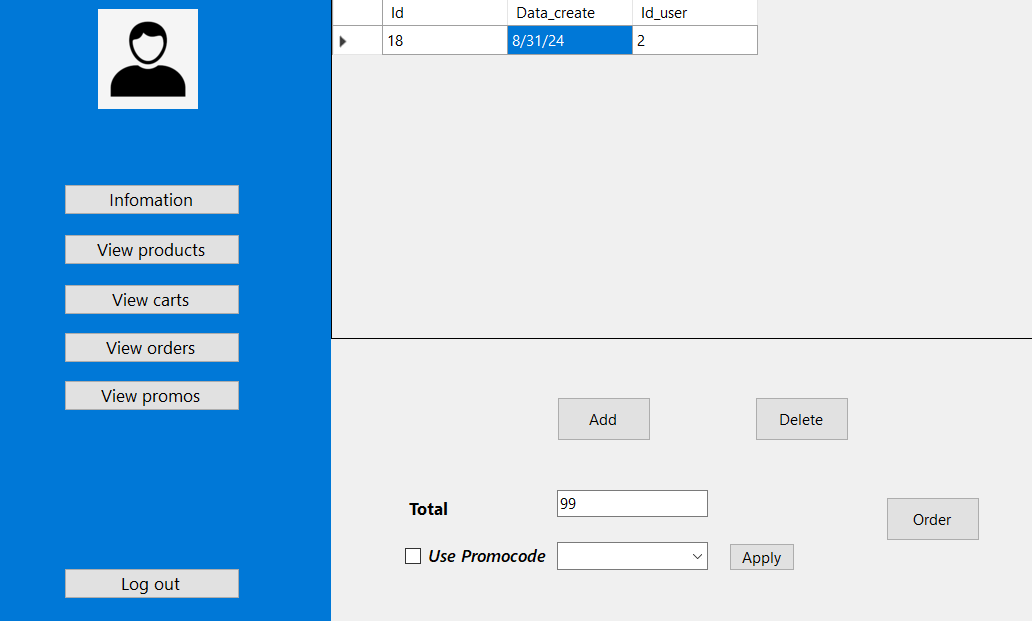 Id Data_create Id_user
18 8/31/24 2
Infomation
View products
View carts
View orders
View promos
Log out
Add Delete
Total 99
Order
Use Promocode Apply